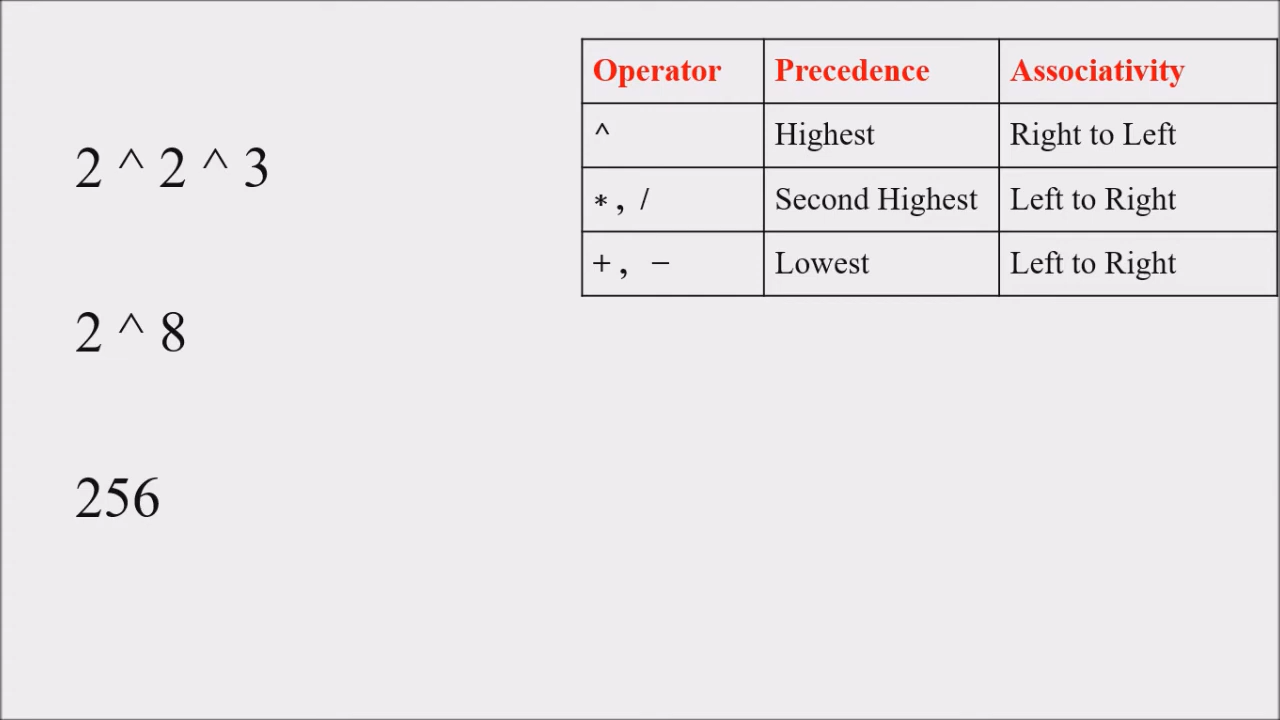 2 ^ 2 ^ 3
2 ^ 8
256
Operator Precedence Associativity
^ Highest Right to Left
*, / Second Highest Left to Right
+, − Lowest Left to Right